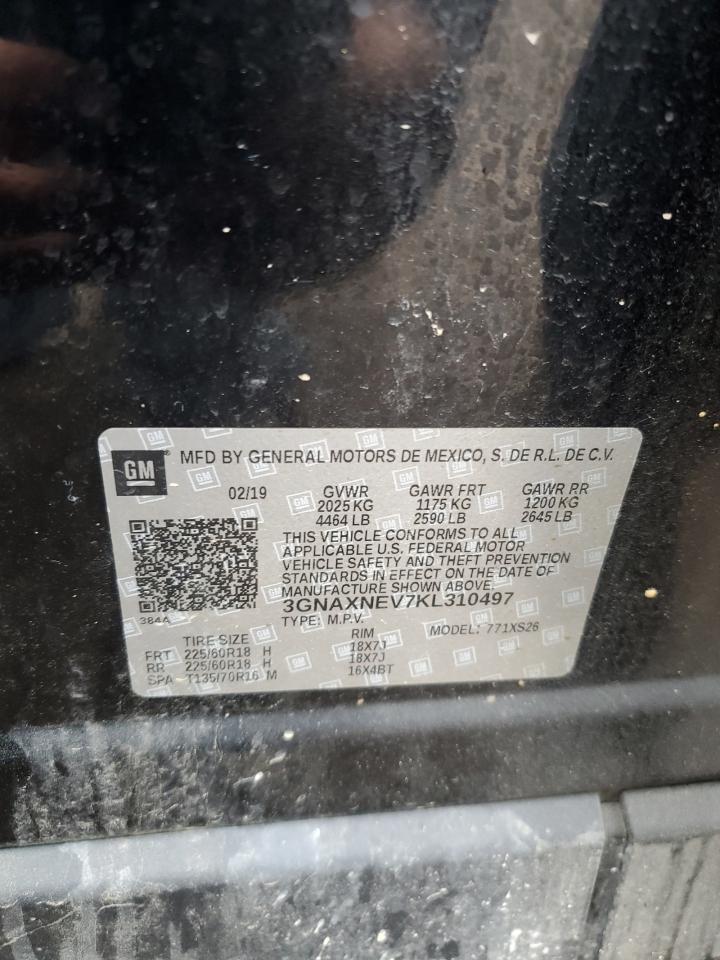 GM MFD BY GENERAL MOTORS DE MEXICO, S. DE R.L. DE C.V.
02/19 GVWR GAWR FRT GAWR RR
2025 KG 1175 KG 1200 KG
4464 LB 2590 LB 2645 LB
THIS VEHICLE CONFORMS TO ALL
APPLICABLE U.S. FEDERAL MOTOR
VEHICLE SAFETY AND THEFT PREVENTION
STANDARDS IN EFFECT ON THE DATE OF
MANUFACTURE SHOWN ABOVE.
3GNAXNEV7KL310497
384A
TYPE: M.P.V. MODEL: 771XS26
TIRE SIZE RIM
FRT 225/60R18 H 18X7J
RR 225/60R18 H 18X7J
SPA T135/70R16 M 16X4BT